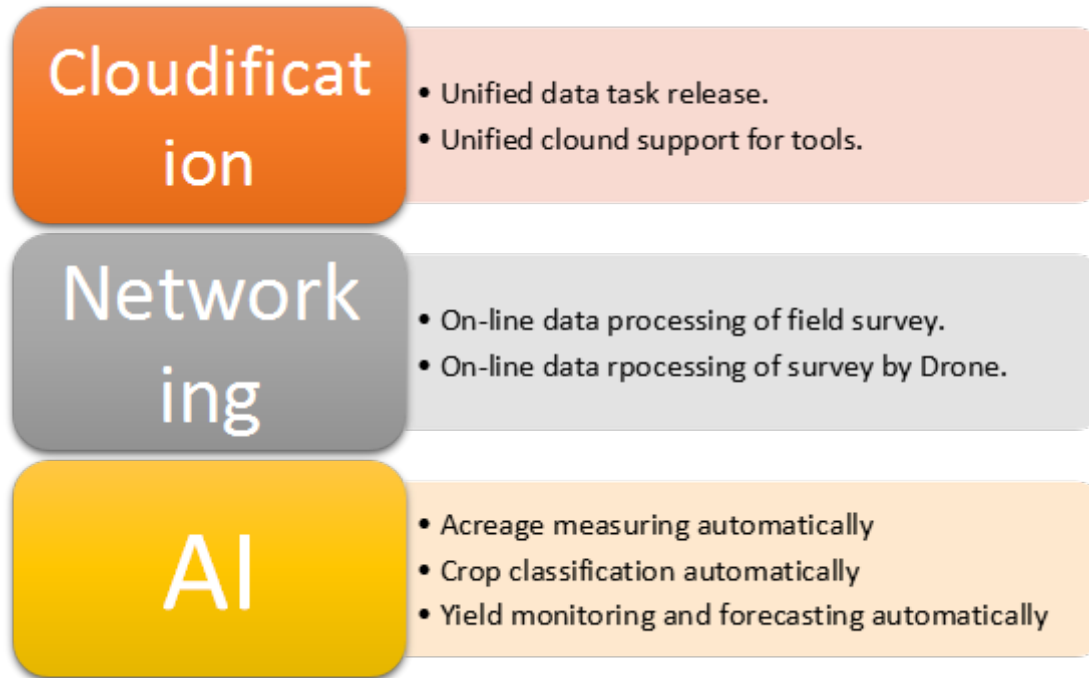 Cloudificat
ion
• Unified data task release.
• Unified clound support for tools.
Network
ing
• On-line data processing of field survey.
• On-line data rpocessing of survey by Drone.
AI
• Acreage measuring automatically
• Crop classification automatically
• Yield monitoring and forecasting automatically